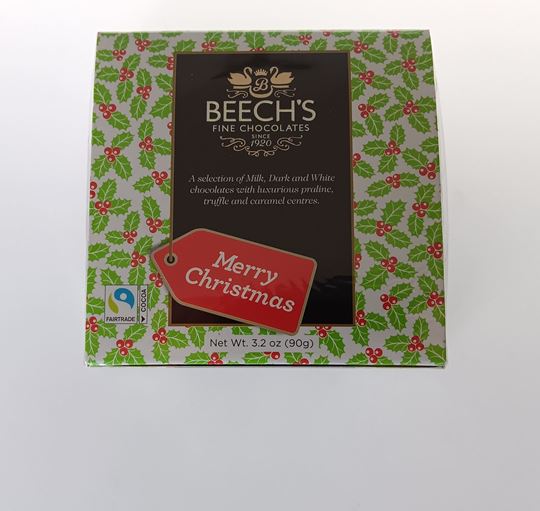 B
BEECH'S
FINE CHOCOLATES
SINCE
1920
A selection of Milk, Dark and White
chocolates with luxurious praline,
truffle and caramel centres.
Merry
Christmas
FAIRTRADE
COCOA
Net Wt. 3.2 oz (90g)